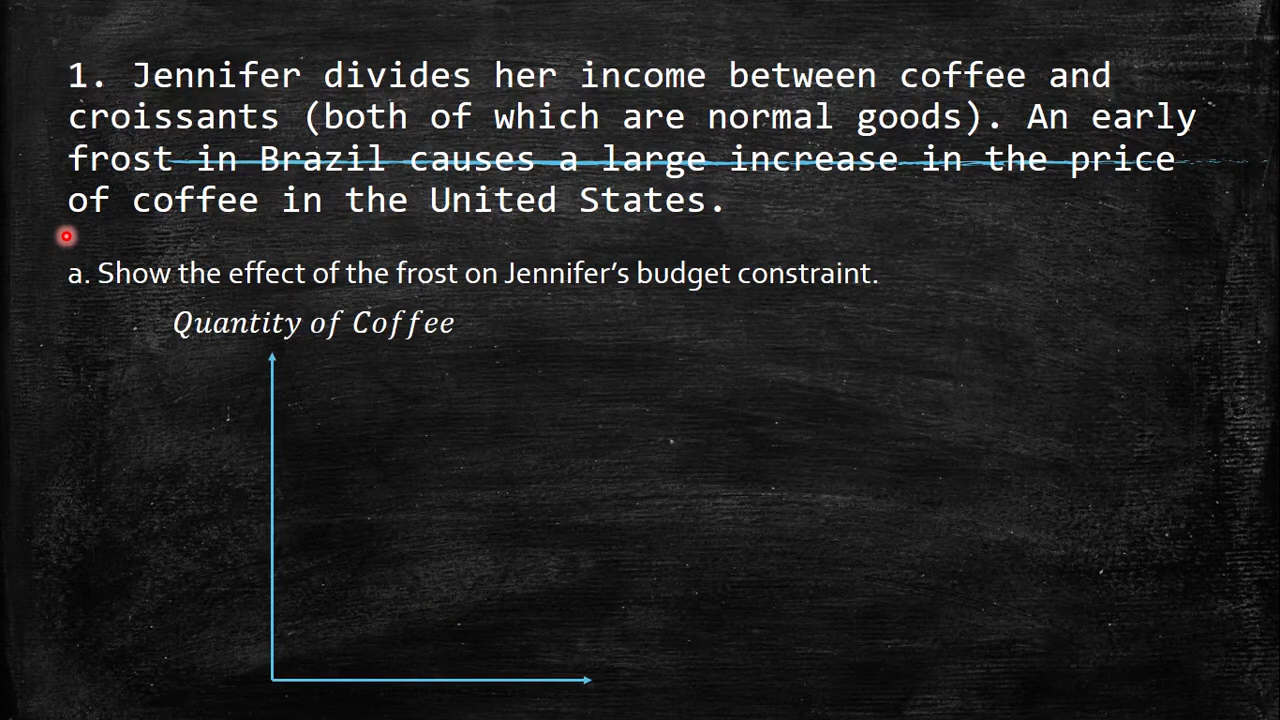 1. Jennifer divides her income between coffee and
croissants (both of which are normal goods). An early
frost in Brazil causes a large increase in the price
of coffee in the United States.
a. Show the effect of the frost on Jennifer’s budget constraint.
Quantity of Coffee